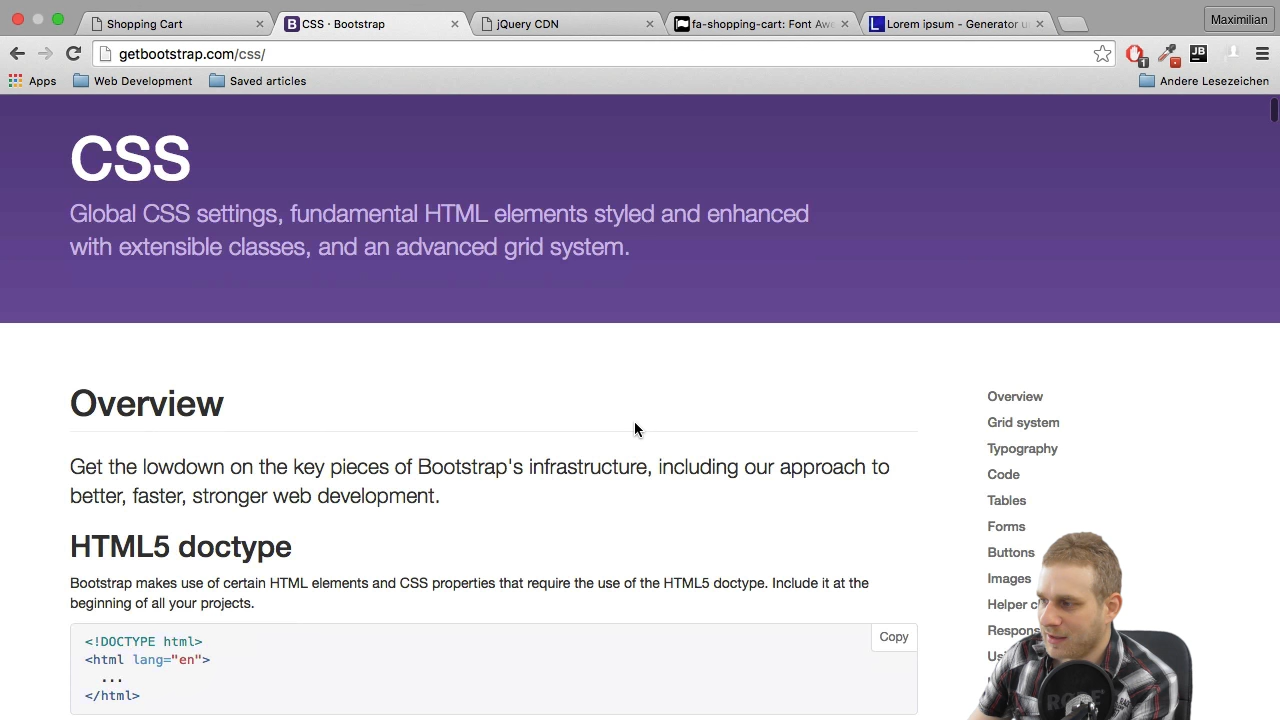 Shopping Cart
CSS · Bootstrap
jQuery CDN
fa-shopping-cart: Font Awe
Lorem ipsum - Generator u
Maximilian
getbootstrap.com/css/
1
JB
Apps
Web Development
Saved articles
Andere Lesezeichen
CSS
Global CSS settings, fundamental HTML elements styled and enhanced
with extensible classes, and an advanced grid system.
Overview
Get the lowdown on the key pieces of Bootstrap's infrastructure, including our approach to
better, faster, stronger web development.
HTML5 doctype
Bootstrap makes use of certain HTML elements and CSS properties that require the use of the HTML5 doctype. Include it at the
beginning of all your projects.
Copy
<!DOCTYPE html>
<html lang="en">
...
</html>
Overview
Grid system
Typography
Code
Tables
Forms
Buttons
Images
Helper c
Respons
RODE